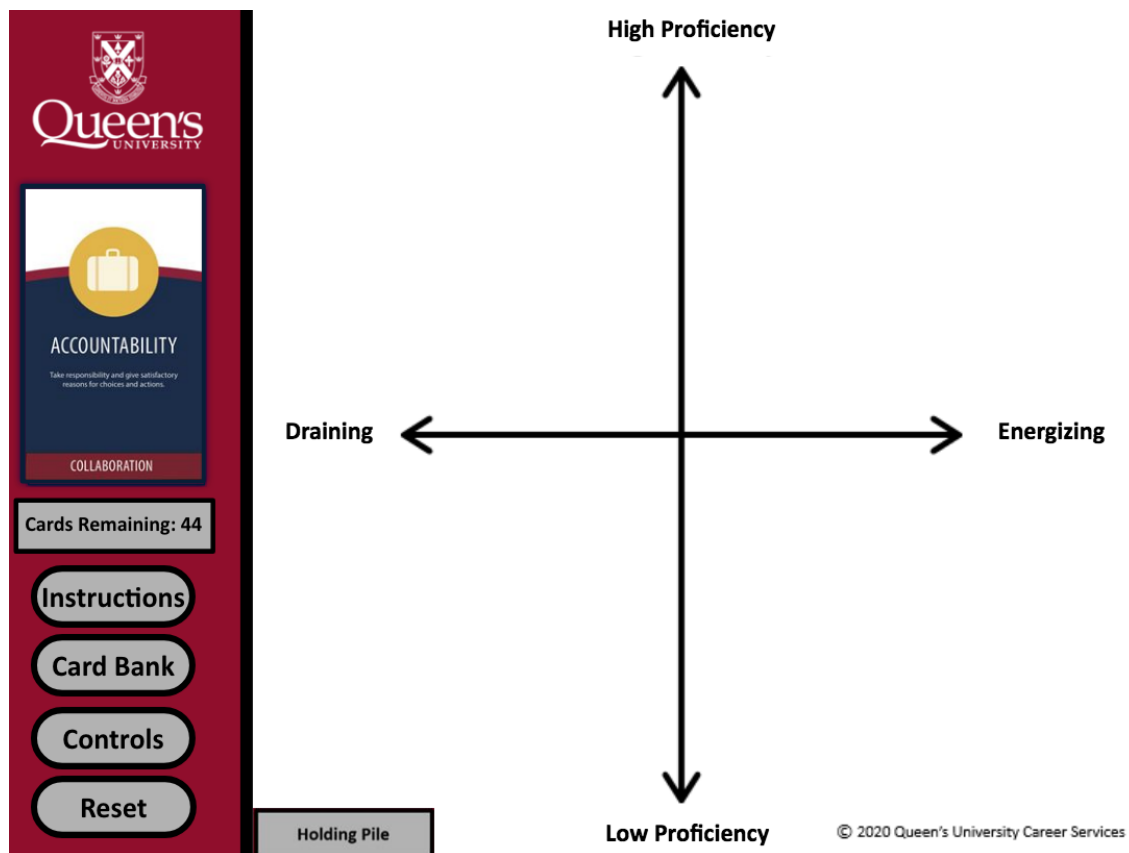 Queen's
UNIVERSITY
ACCOUNTABILITY
Take responsibility and give satisfactory
reasons for choices and actions.
COLLABORATION
Cards Remaining: 44
Instructions
Card Bank
Controls
Reset
High Proficiency
Draining
Energizing
Low Proficiency
Holding Pile
© 2020 Queen's University Career Services